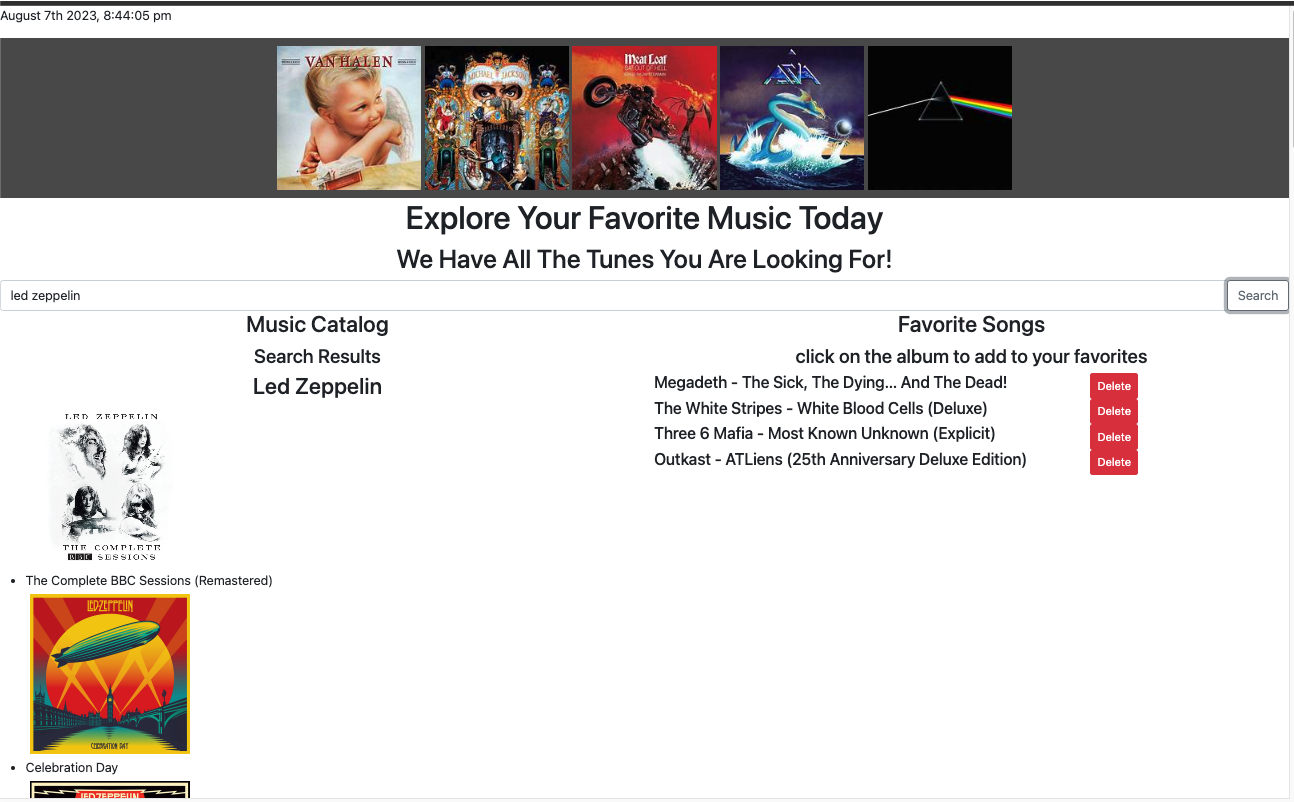 August 7th 2023, 8:44:05 pm
VAN HALEN
MICHAEL JACKSON
Meat Loaf
BAT OUT OF HELL
ASIA
Explore Your Favorite Music Today
We Have All The Tunes You Are Looking For!
led zeppelin
Search
Music Catalog
Search Results
Led Zeppelin
LED ZEPPELIN
THE COMPLETE
BBC SESSIONS
The Complete BBC Sessions (Remastered)
LED ZEPPELIN
CELEBRATION DAY
Celebration Day
LED ZEPPELIN
Favorite Songs
click on the album to add to your favorites
Megadeth - The Sick, The Dying... And The Dead!
Delete
The White Stripes - White Blood Cells (Deluxe)
Delete
Three 6 Mafia - Most Known Unknown (Explicit)
Delete
Outkast - ATLiens (25th Anniversary Deluxe Edition)
Delete